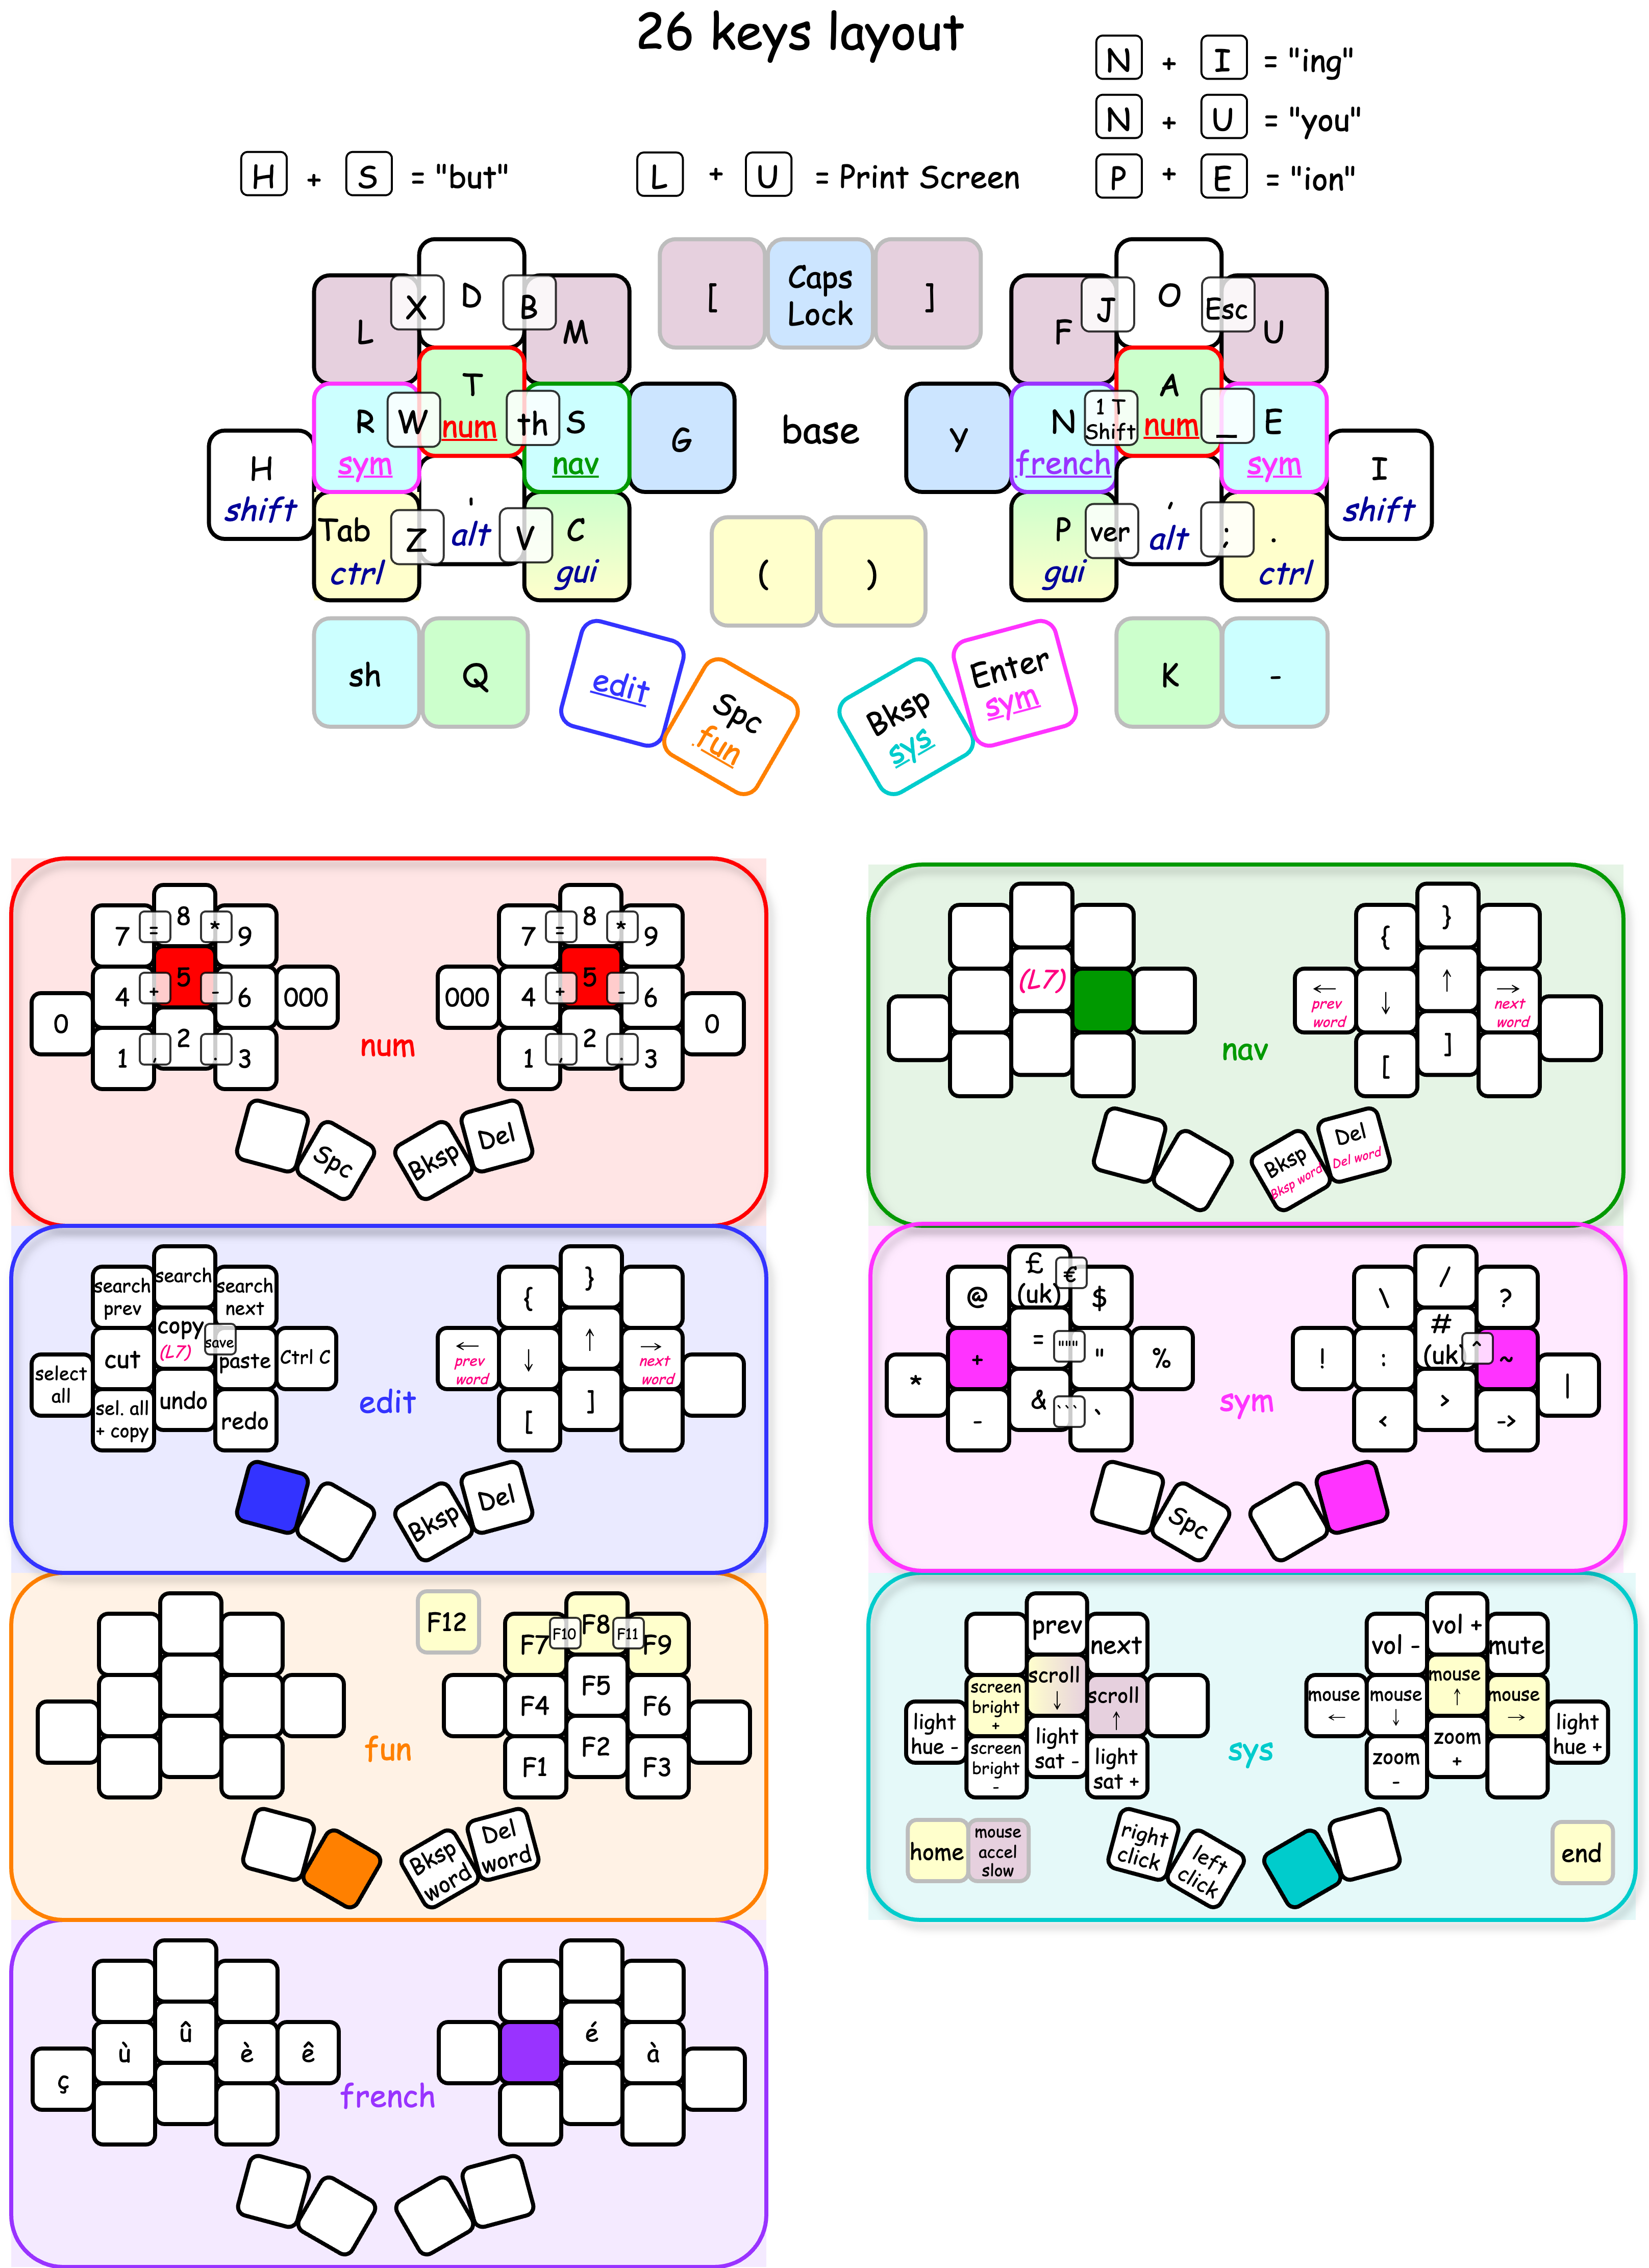 26 keys layout
N + I = "ing"
N + U = "you"
H + S = "but"
L + U = Print Screen
P + E = "ion"
L X D B M
[ Caps Lock ]
F J O Esc U
R sym W T num th S nav G
base
Y N french 1 T Shift A num _ E sym
H shift
I shift
Tab ctrl Z ' alt V C gui
( )
P gui ver , alt ; . ctrl
sh Q edit Spc fun
Bksp sys Enter sym K -
7 = 8 * 9
7 = 8 * 9
4 + 5 - 6 000
000 4 + 5 - 6
0
0
1 , 2 . 3
num
1 , 2 . 3
Spc Bksp Del
{ }
(L7)
← prev word ↓ ↑ → next word
nav
[ ]
Bksp Bksp word Del Del word
search prev search search next
{ }
cut copy (L7) save paste Ctrl C
← prev word ↓ ↑ → next word
select all
sel. all + copy undo redo
edit
[ ]
Bksp Del
@ £ (uk) € $
\ / ?
+ = """ " %
! : # (uk) ^ ~
*
|
- & ``` `
sym
< > ->
Spc
F12
F7 F10 F8 F11 F9
F4 F5 F6
fun
F1 F2 F3
Bksp word Del word
prev next
vol - vol + mute
screen bright + scroll ↓ scroll ↑
mouse ← mouse ↓ mouse ↑ mouse →
light hue -
light hue +
screen bright - light sat - light sat +
sys
zoom - zoom +
home mouse accel slow right click left click
end
ù û è ê
é à
ç
french